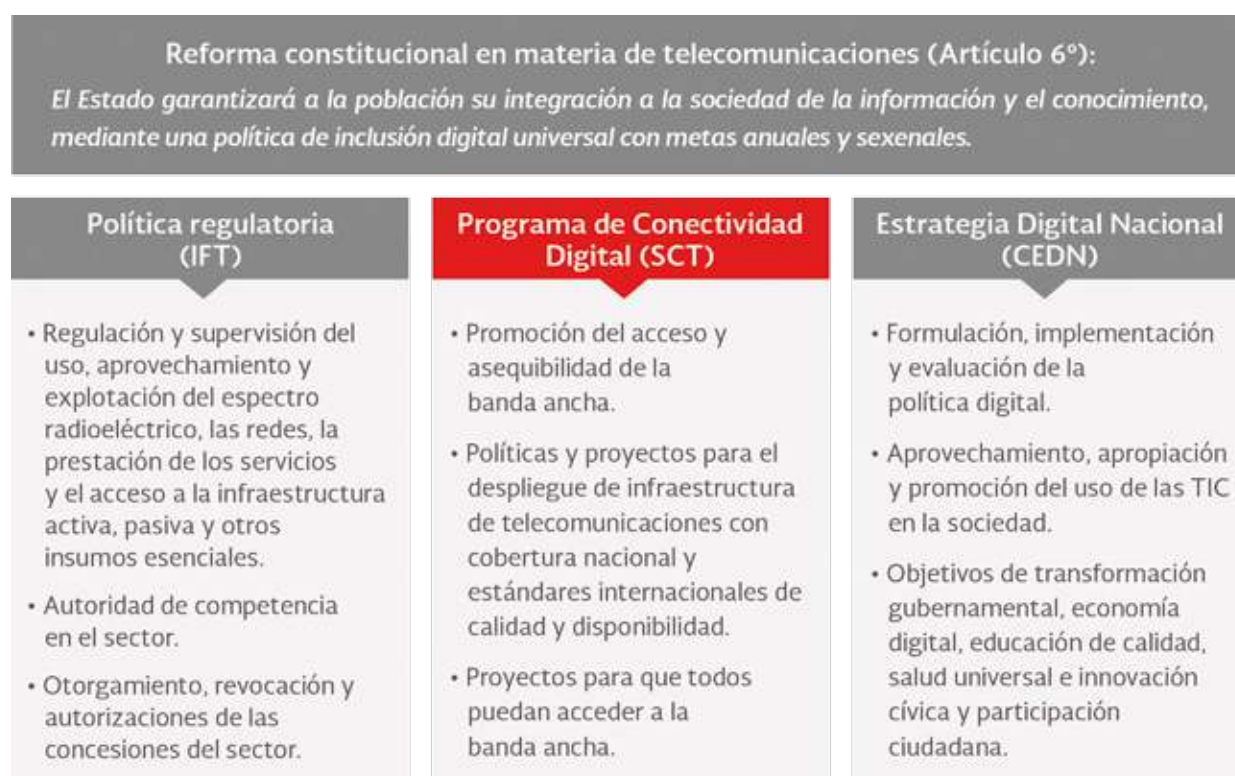 Reforma constitucional en materia de telecomunicaciones (Artículo 6º):
El Estado garantizará a la población su integración a la sociedad de la información y el conocimiento,
mediante una política de inclusión digital universal con metas anuales y sexenales.
Política regulatoria
(IFT)
• Regulación y supervisión del
uso, aprovechamiento y
explotación del espectro
radioeléctrico, las redes, la
prestación de los servicios
y el acceso a la infraestructura
activa, pasiva y otros
insumos esenciales.
• Autoridad de competencia
en el sector.
• Otorgamiento, revocación y
autorizaciones de las
concesiones del sector.
Programa de Conectividad
Digital (SCT)
• Promoción del acceso y
asequibilidad de la
banda ancha.
• Políticas y proyectos para el
despliegue de infraestructura
de telecomunicaciones con
cobertura nacional y
estándares internacionales de
calidad y disponibilidad.
• Proyectos para que todos
puedan acceder a la
banda ancha.
Estrategia Digital Nacional
(CEDN)
• Formulación, implementación
y evaluación de la
política digital.
• Aprovechamiento, apropiación
y promoción del uso de las TIC
en la sociedad.
• Objetivos de transformación
gubernamental, economía
digital, educación de calidad,
salud universal e innovación
cívica y participación
ciudadana.